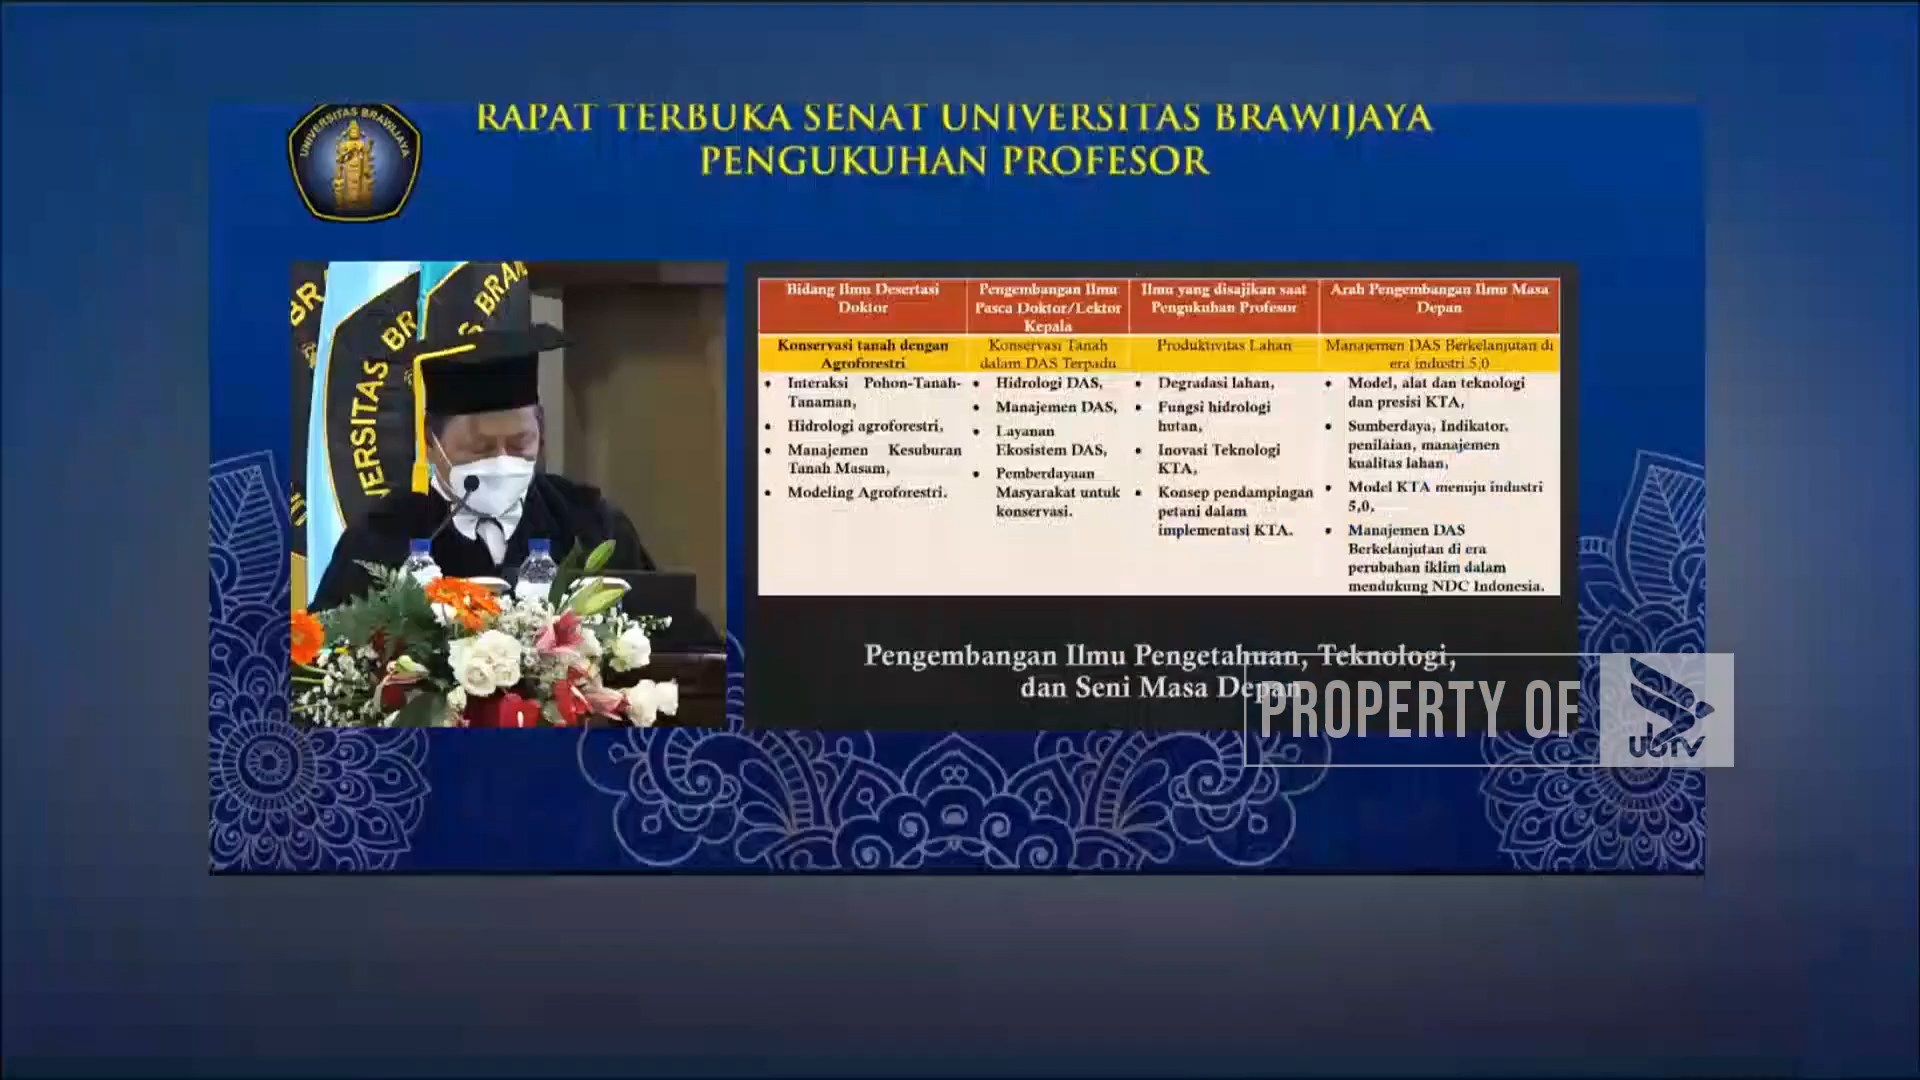 RAPAT TERBUKA SENAT UNIVERSITAS BRAWIJAYA
PENGUKUHAN PROFESOR
UNIVERSITAS BRAWIJAYA
BR
VERSITAS BR
S BRAW
Bidang Ilmu Desertasi
Doktor
Pengembangan Ilmu
Pasca Doktor/Lektor
Kepala
Ilmu yang disajikan saat
Pengukuhan Profesor
Arah Pengembangan Ilmu Masa
Depan
Konservasi tanah dengan
Agroforestri
Konservasi Tanah
dalam DAS Terpadu
Produktivitas Lahan
Manajemen DAS Berkelanjutan di
era industri 5,0
• Interaksi Pohon-Tanah-
Tanaman,
• Hidrologi agroforestri,
• Manajemen Kesuburan
Tanah Masam,
• Modeling Agroforestri.
• Hidrologi DAS,
• Manajemen DAS,
• Layanan
Ekosistem DAS,
• Pemberdayaan
Masyarakat untuk
konservasi.
• Degradasi lahan,
• Fungsi hidrologi
hutan,
• Inovasi Teknologi
KTA,
• Konsep pendampingan
petani dalam
implementasi KTA.
• Model, alat dan teknologi
dan presisi KTA,
• Sumberdaya, Indikator,
penilaian, manajemen
kualitas lahan,
• Model KTA menuju industri
5,0,
• Manajemen DAS
Berkelanjutan di era
perubahan iklim dalam
mendukung NDC Indonesia.
Pengembangan Ilmu Pengetahuan, Teknologi,
dan Seni Masa Depan
PROPERTY OF
UBTV